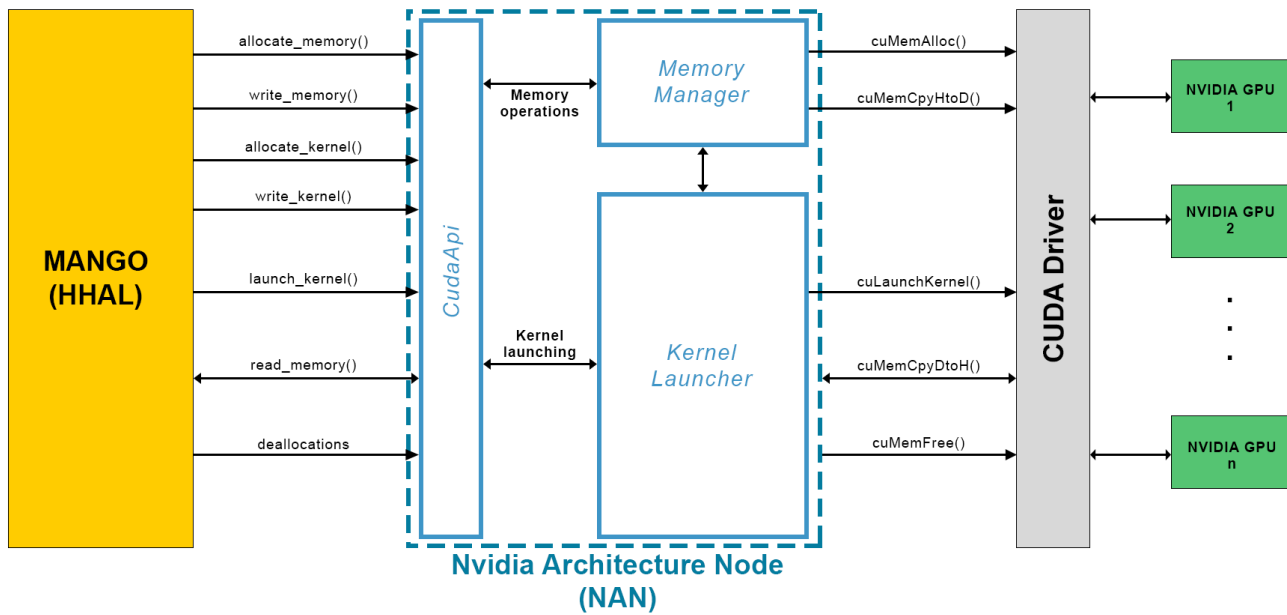 MANGO
(HHAL)
allocate_memory()
write_memory()
allocate_kernel()
write_kernel()
launch_kernel()
read_memory()
deallocations
CudaApi
Memory
operations
Kernel
launching
Memory
Manager
Kernel
Launcher
Nvidia Architecture Node
(NAN)
cuMemAlloc()
cuMemCpyHtoD()
cuLaunchKernel()
cuMemCpyDtoH()
cuMemFree()
CUDA Driver
NVIDIA GPU
1
NVIDIA GPU
2
.
.
.
NVIDIA GPU
n